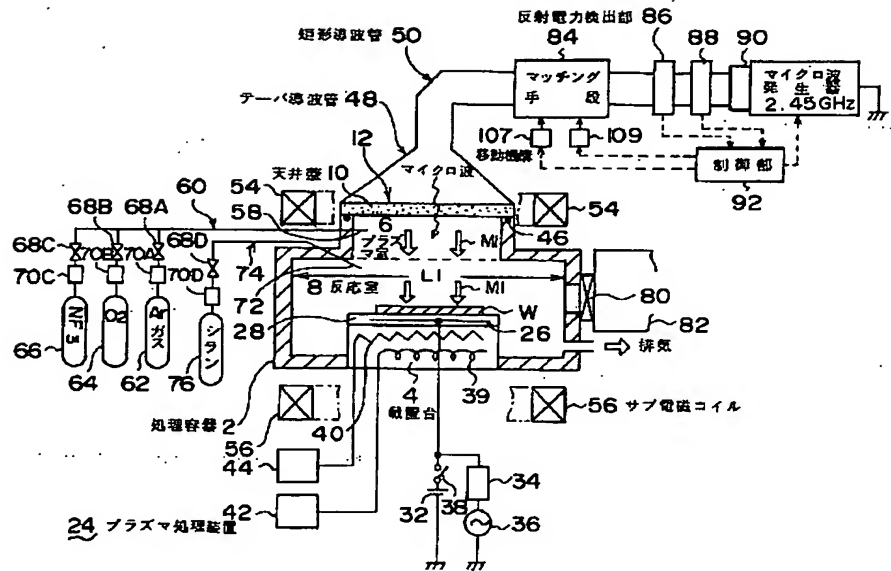 反射電力検出部 86
88
90
矩形導波管 50
84
マッチング
手 段
マイクロ波
発生器
2.45GHz
テーパ導波管 48
107
移動機構
109
制御部
92
12
天井壁
10
マイクロ波
54
54
60
58
6
プラズ
マ室
46
68C
68B
68A
68D
70C
70B
70A
70D
74
72
MI
MI
LI
8 反応室
W
28
26
80
82
排気
NF3
O2
Arガス
シラン
66
64
62
76
4
載置台
39
40
処理容器 2
56
56 サブ電磁コイル
44
42
32
38
34
36
24 プラズマ処理装置